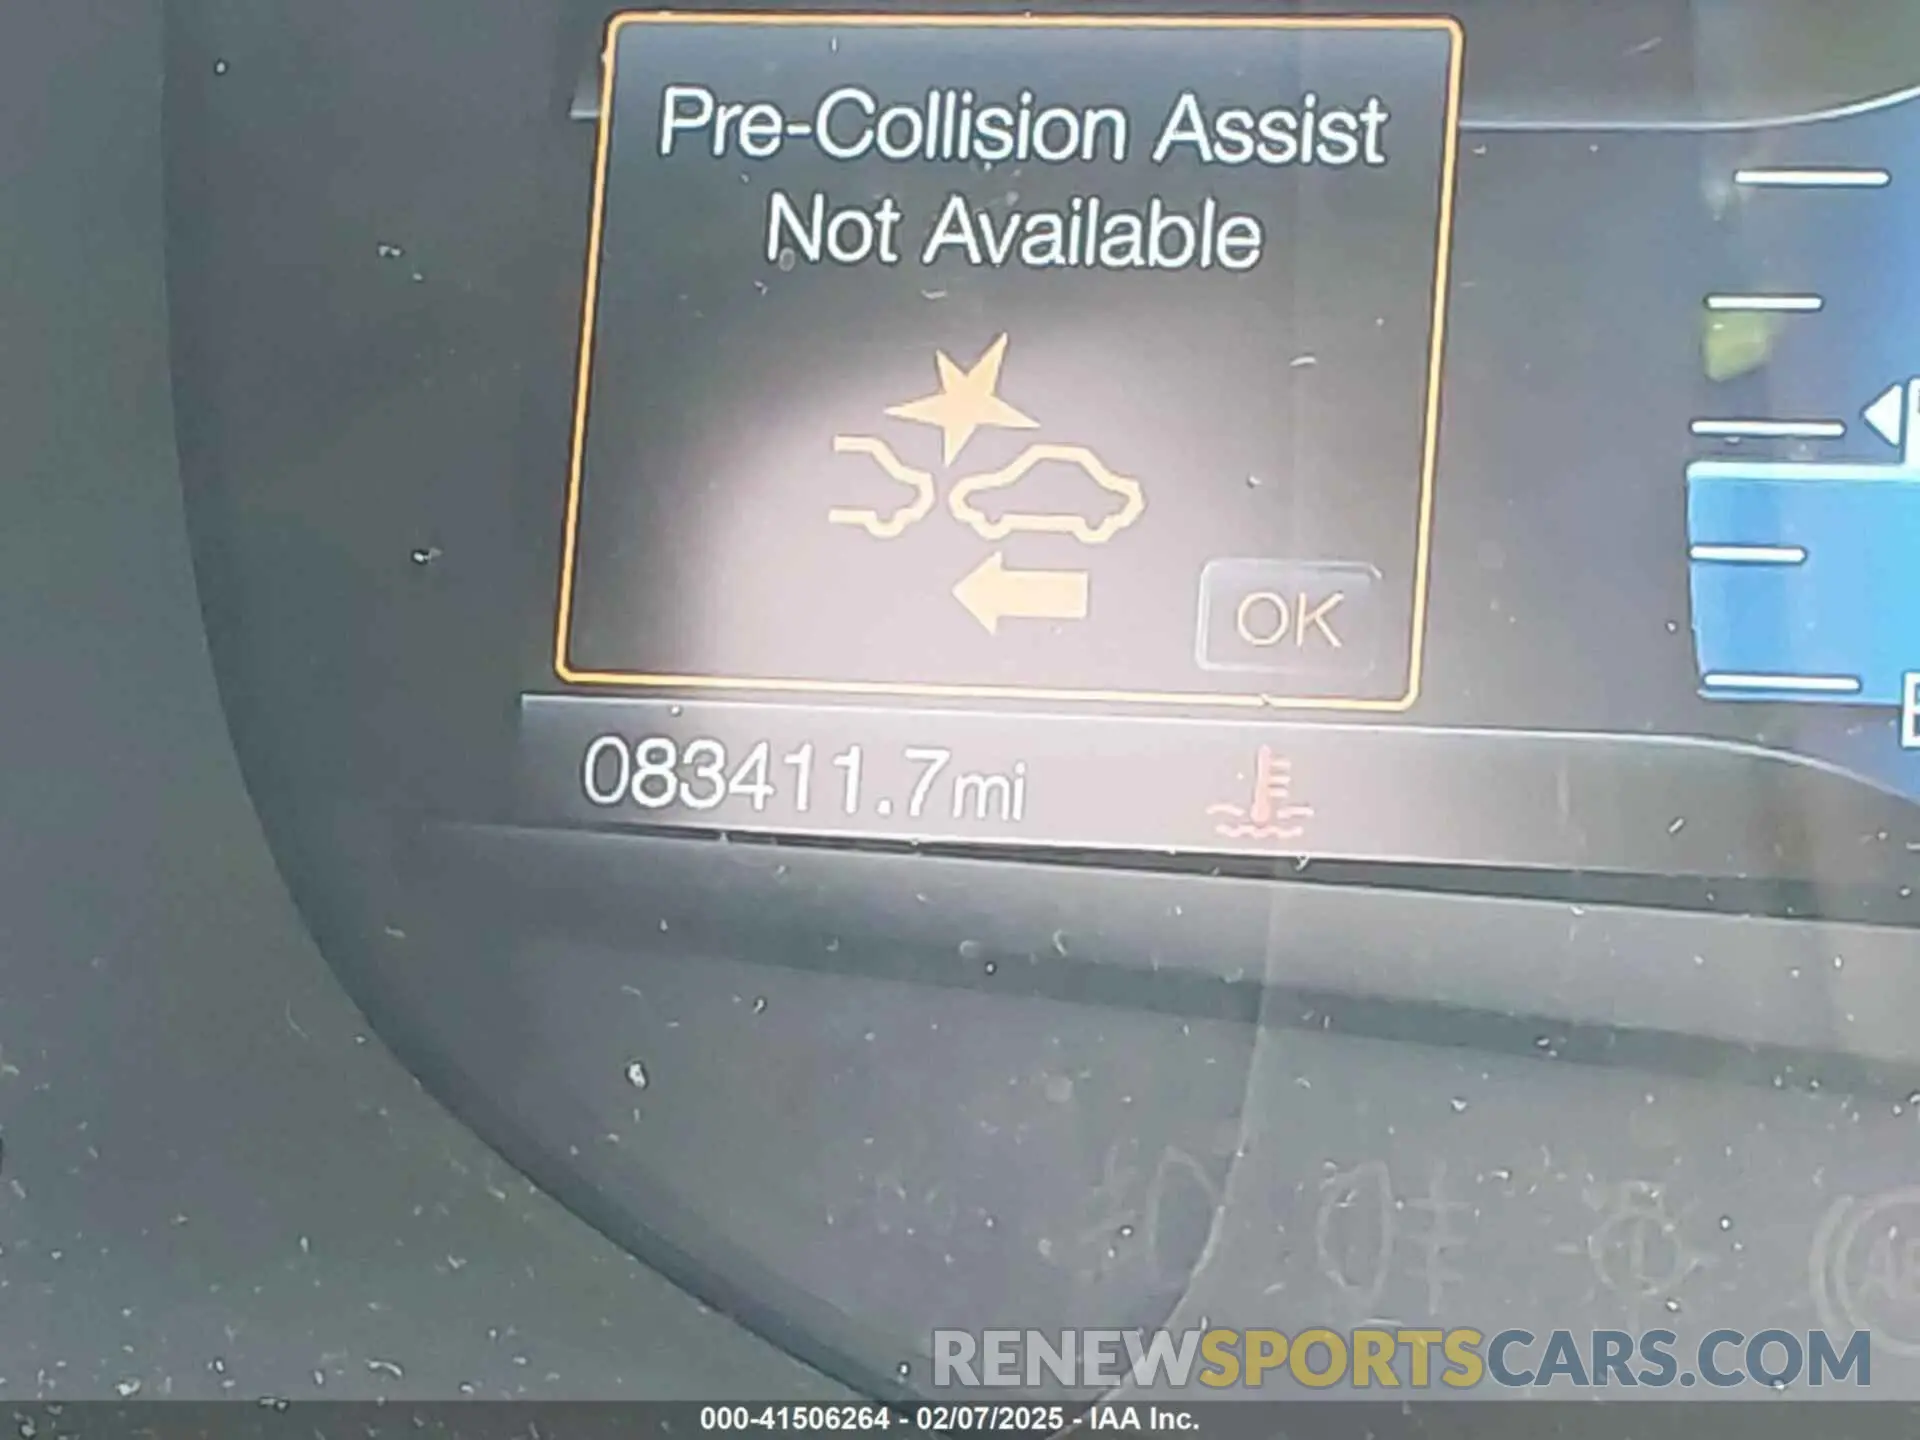 Pre-Collision Assist
Not Available
OK
083411.7mi
RENEWSPORTSCARS.COM
000-41506264 - 02/07/2025 - IAA Inc.